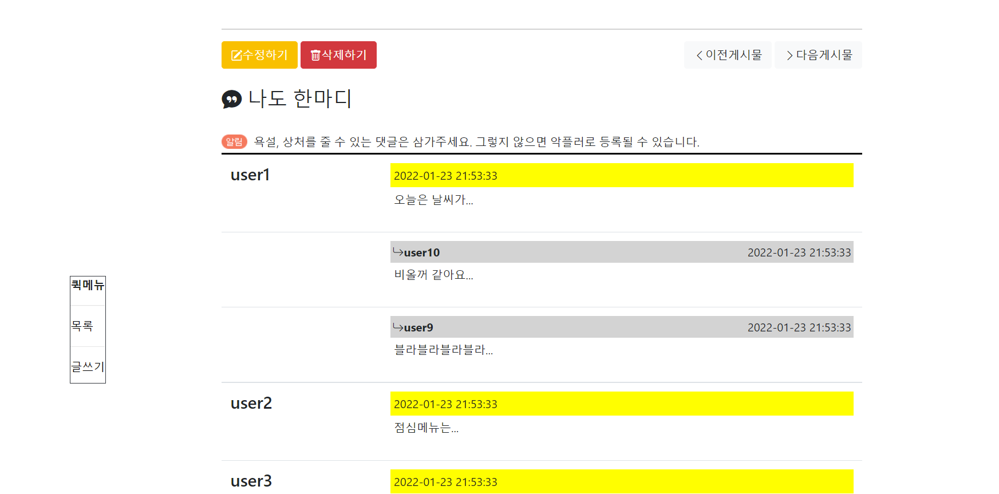 수정하기 삭제하기 이전게시물 다음게시물
나도 한마디
알림 욕설, 상처를 줄 수 있는 댓글은 삼가주세요. 그렇지 않으면 악플러로 등록될 수 있습니다.
user1 2022-01-23 21:53:33
오늘은 날씨가...
user10 2022-01-23 21:53:33
비올꺼 같아요...
user9 2022-01-23 21:53:33
블라블라블라블라...
user2 2022-01-23 21:53:33
점심메뉴는...
user3 2022-01-23 21:53:33
퀵메뉴
목록
글쓰기